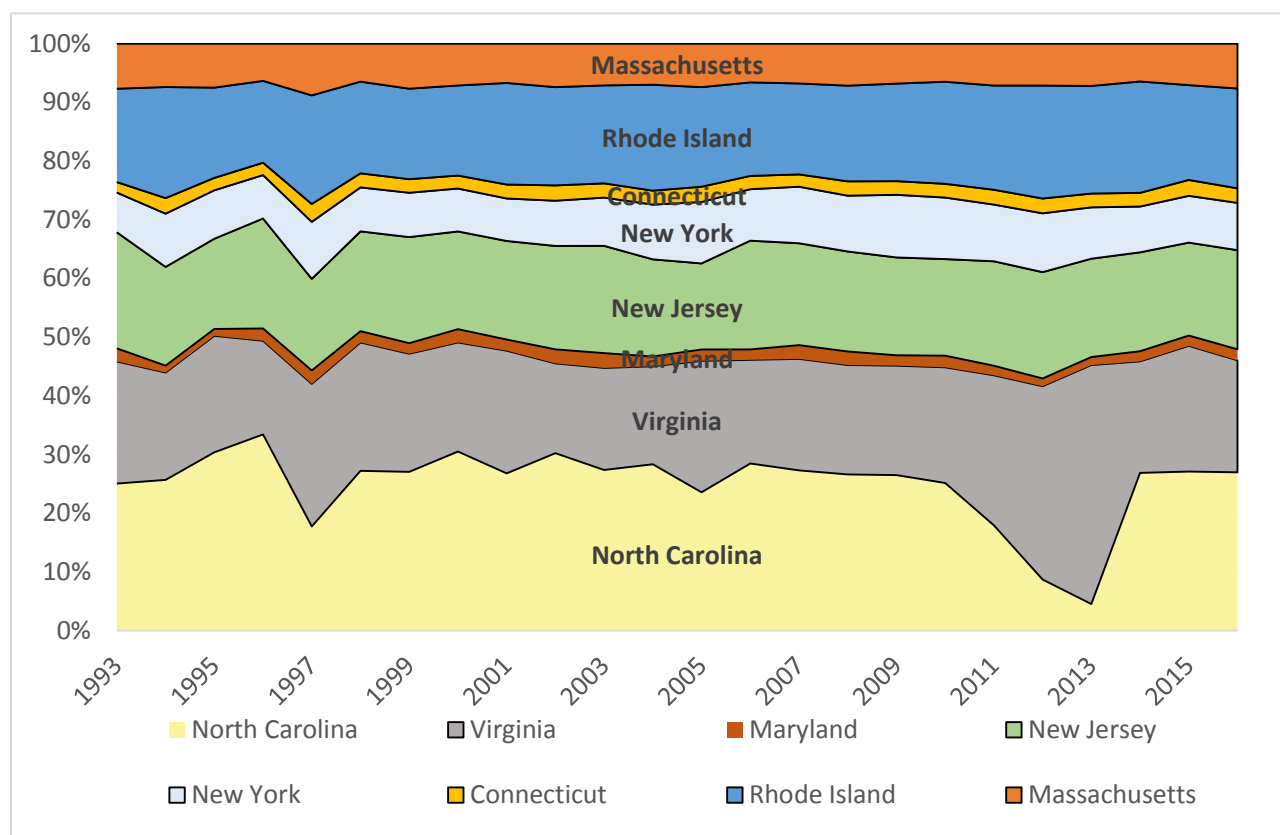 100%
90%
80%
70%
60%
50%
40%
30%
20%
10%
0%
Massachusetts
Rhode Island
Connecticut
New York
New Jersey
Maryland
Virginia
North Carolina
1993
1995
1997
1999
2001
2003
2005
2007
2009
2011
2013
2015
North Carolina Virginia Maryland New Jersey
New York Connecticut Rhode Island Massachusetts